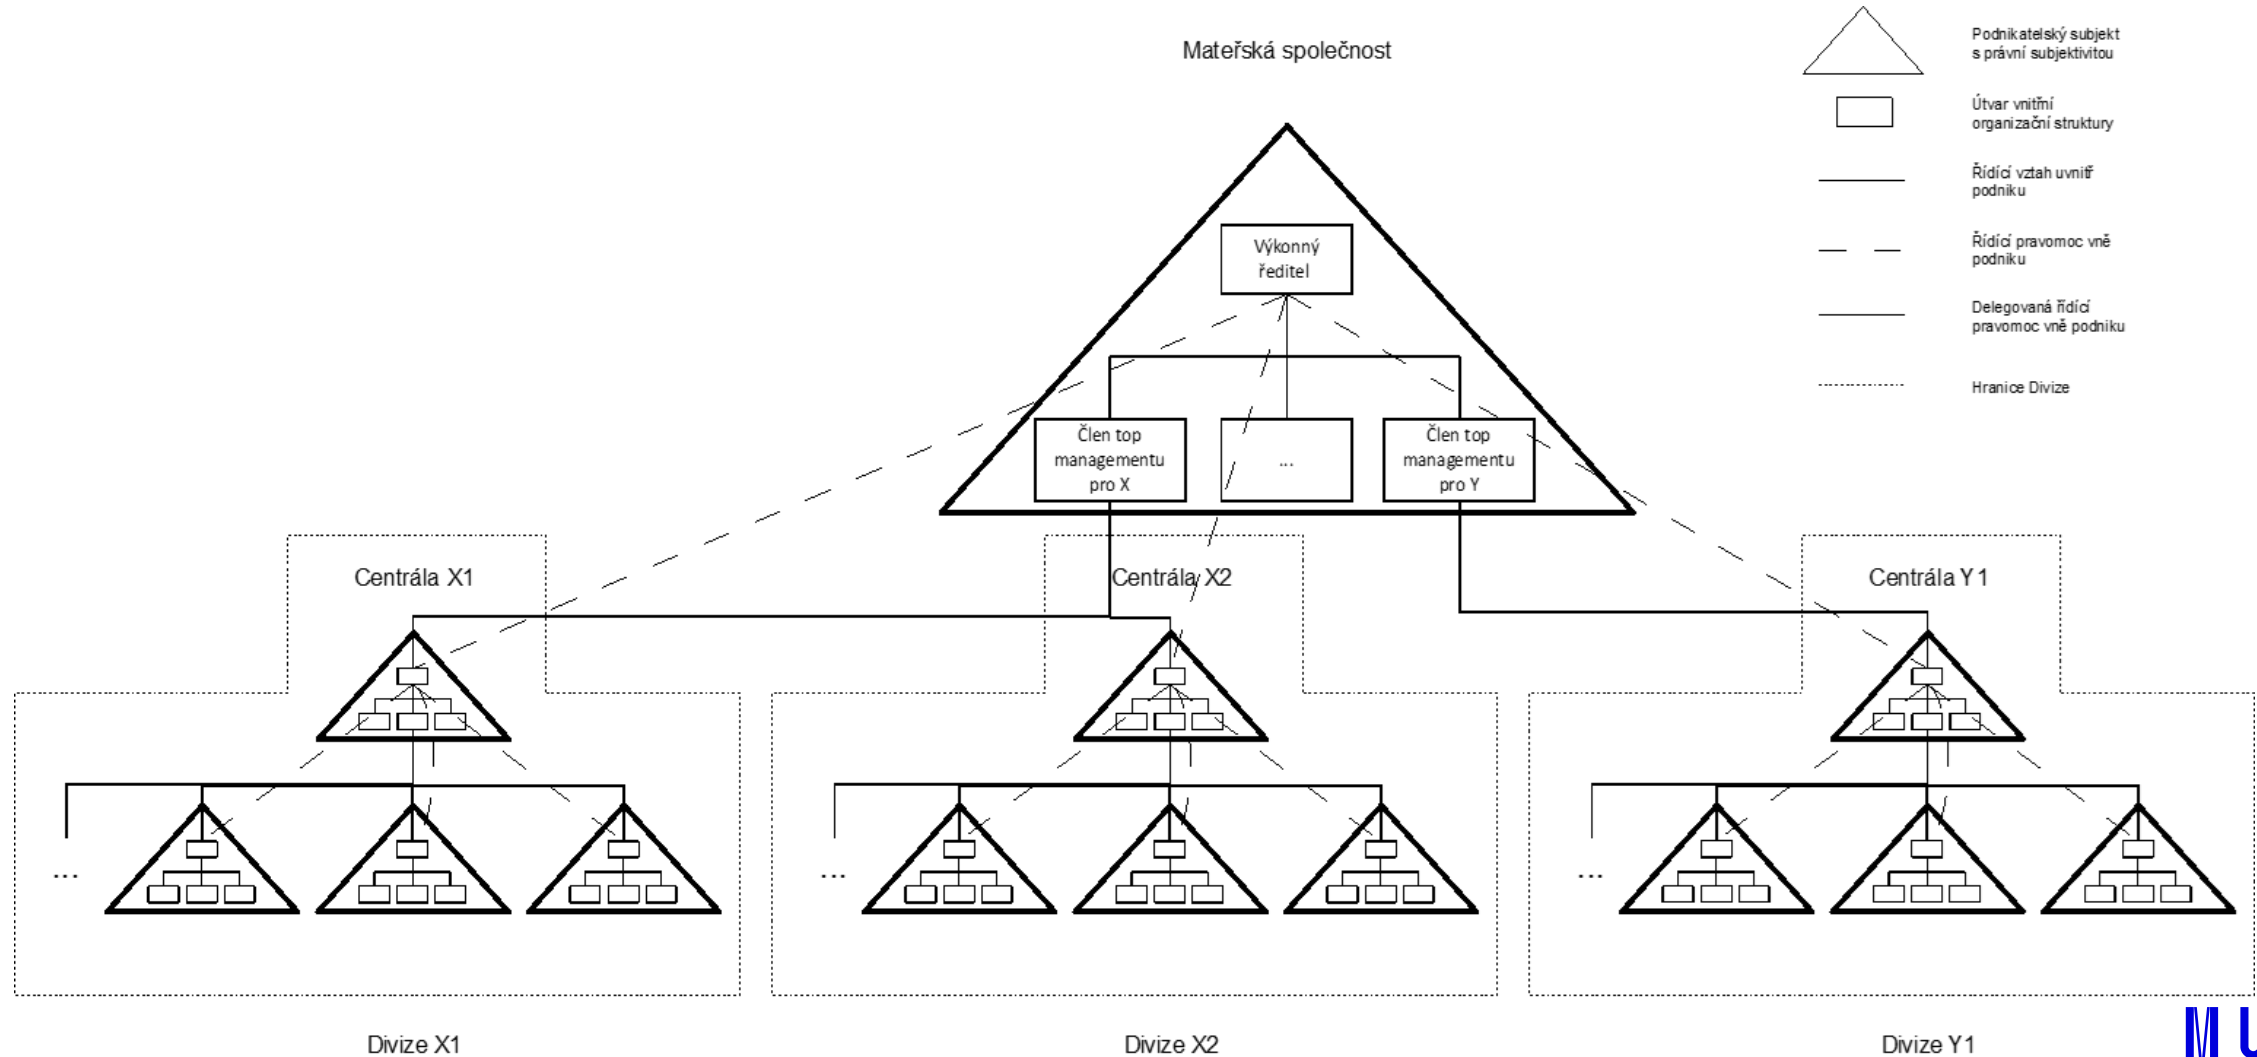 Mateřská společnost
Podnikatelský subjekt
s právní subjektivitou
Útvar vnitřní
organizační struktury
Řídící vztah uvnitř
podniku
Řídící pravomoc vně
podniku
Delegovaná řídící
pravomoc vně podniku
Hranice Divize
Výkonný
ředitel
Člen top
managementu
pro X
...
Člen top
managementu
pro Y
Centrála X1
Centrála X2
Centrála Y1
...
...
...
Divize X1
Divize X2
Divize Y1
MU